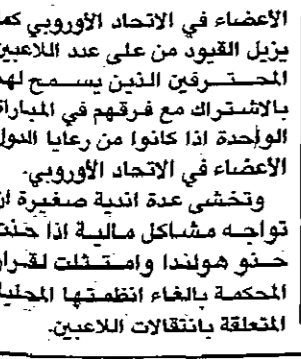 الأعضاء في الاتحاد الأوروبي كما
يزيل القيود من على عدد اللاعبين
المحترفين الذين يسمح لهم
بالاشتراك مع فرقهم في المباراة
الواحدة اذا كانوا من رعايا الدول
الأعضاء في الاتحاد الأوروبي.
وتخشى عدة اندية صغيرة ان
تواجه مشاكل مالية اذا حذت
حذو هولندا وامتثلت لقرار
المحكمة بالغاء انظمتها المحلية
المتعلقة بانتقالات اللاعبين.